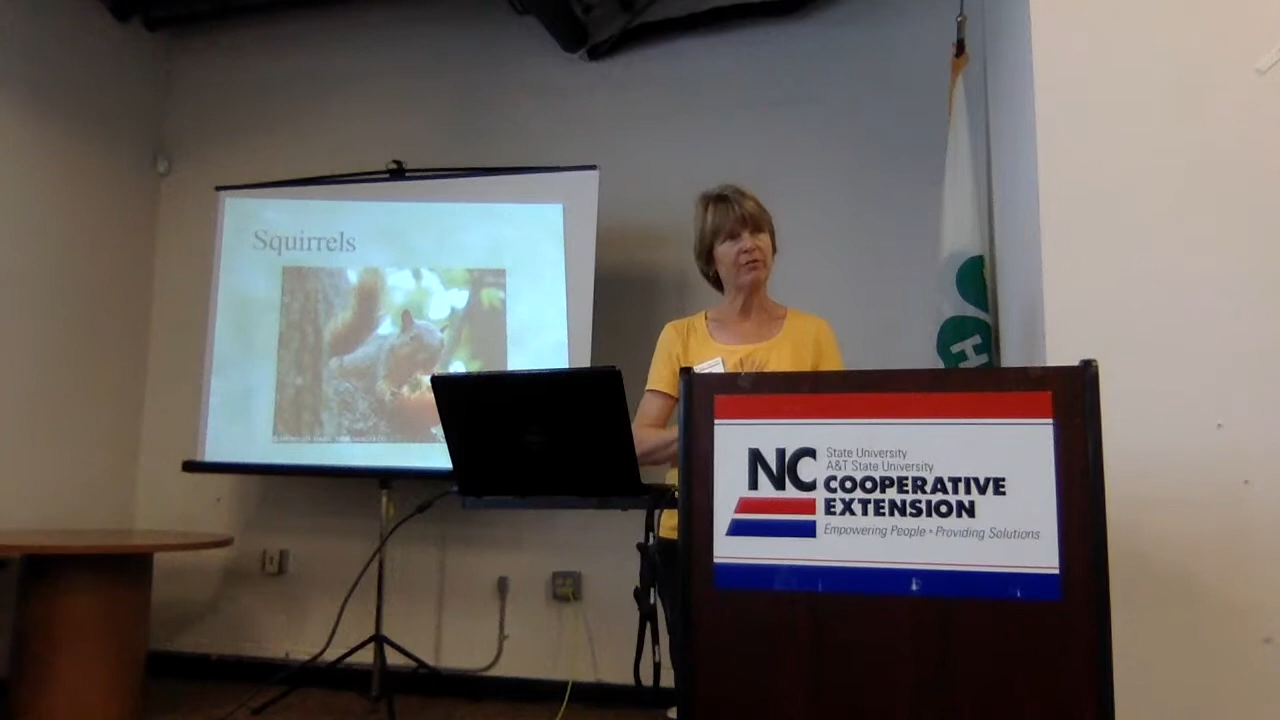 Squirrels
H
NC
State University
A&T State University
COOPERATIVE
EXTENSION
Empowering People • Providing Solutions